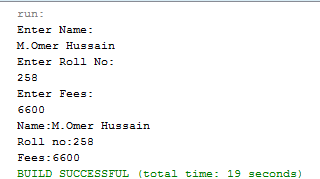 run:
Enter Name:
M.Omer Hussain
Enter Roll No:
258
Enter Fees:
6600
Name:M.Omer Hussain
Roll no:258
Fees:6600
BUILD SUCCESSFUL (total time: 19 seconds)